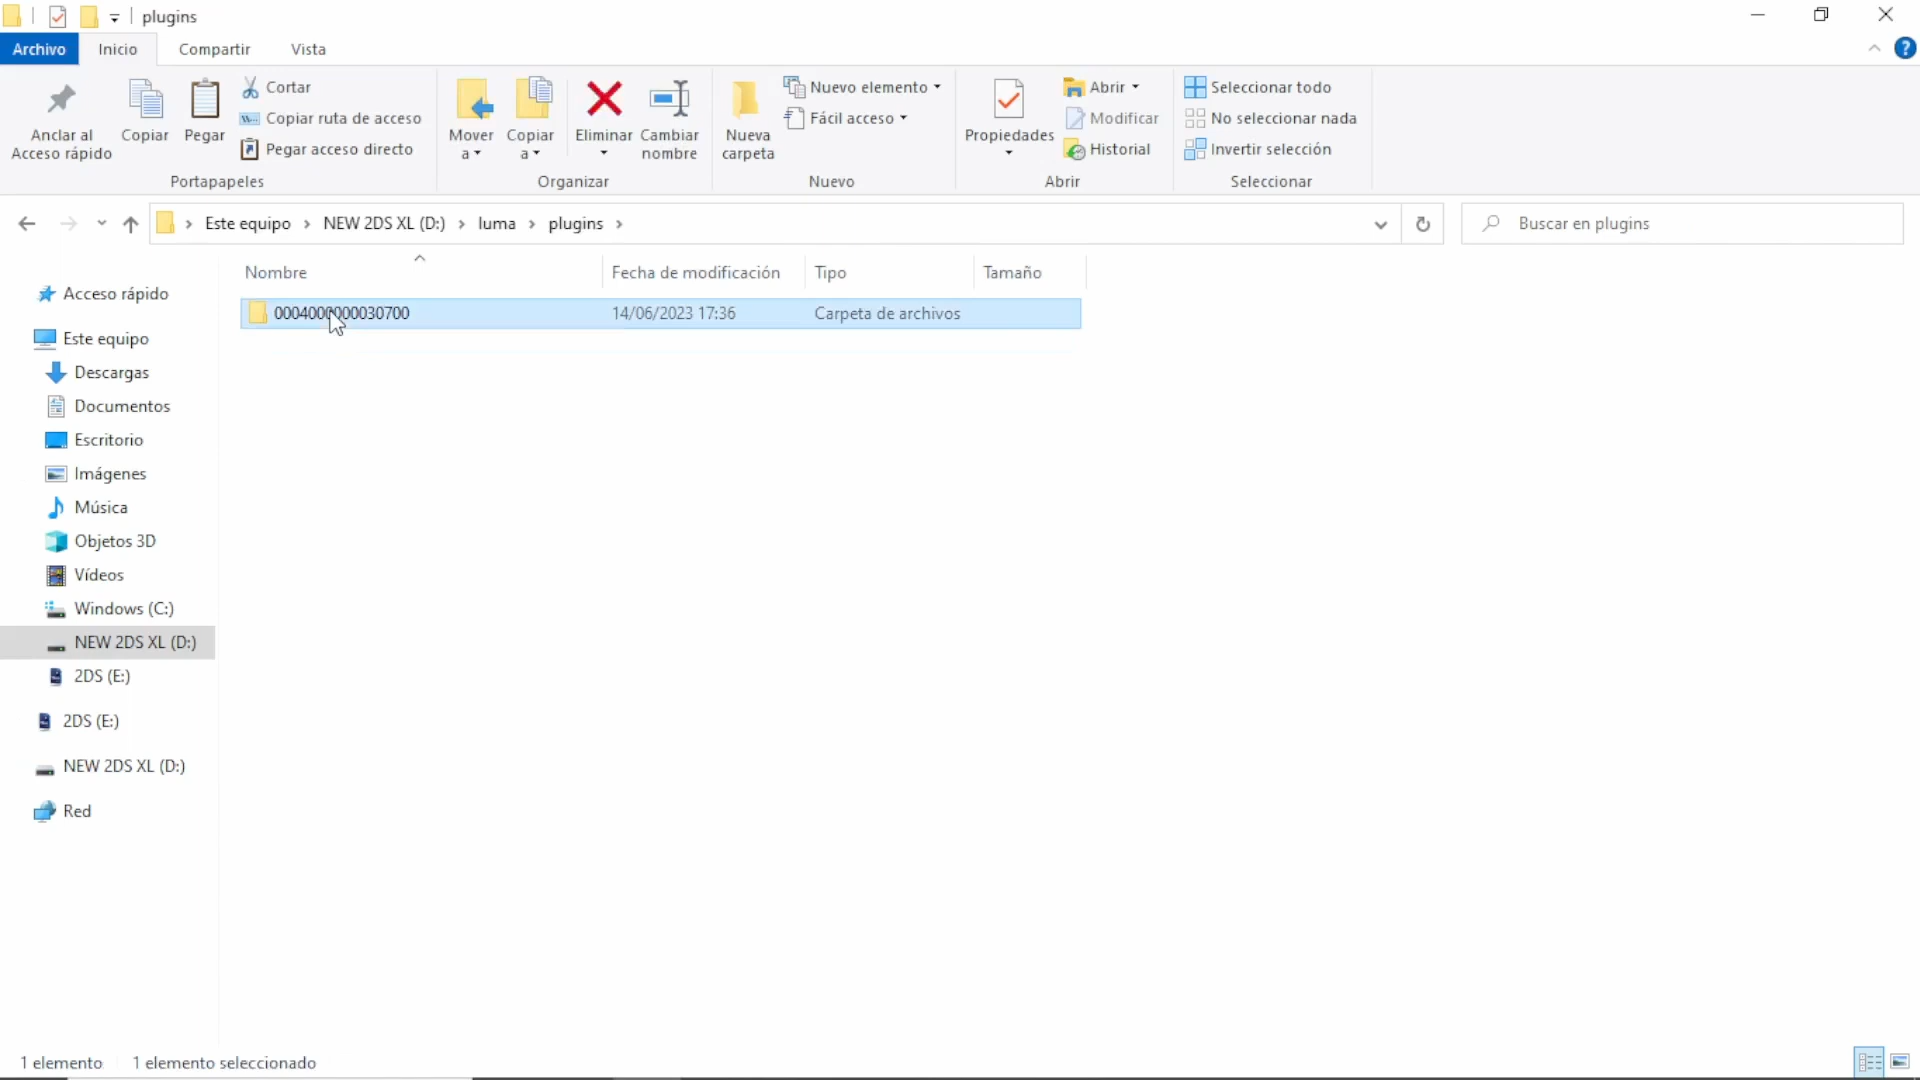 plugins
Archivo Inicio Compartir Vista
Anclar al Acceso rápido
Copiar
Pegar
Cortar
Copiar ruta de acceso
Pegar acceso directo
Portapapeles
Mover a
Copiar a
Eliminar
Cambiar nombre
Organizar
Nueva carpeta
Nuevo elemento
Fácil acceso
Nuevo
Propiedades
Abrir
Modificar
Historial
Abrir
Seleccionar todo
No seleccionar nada
Invertir selección
Seleccionar
Este equipo > NEW 2DS XL (D:) > luma > plugins >
Buscar en plugins
Nombre Fecha de modificación Tipo Tamaño
0004000000030700 14/06/2023 17:36 Carpeta de archivos
Acceso rápido
Este equipo
Descargas
Documentos
Escritorio
Imágenes
Música
Objetos 3D
Vídeos
Windows (C:)
NEW 2DS XL (D:)
2DS (E:)
2DS (E:)
NEW 2DS XL (D:)
Red
1 elemento 1 elemento seleccionado